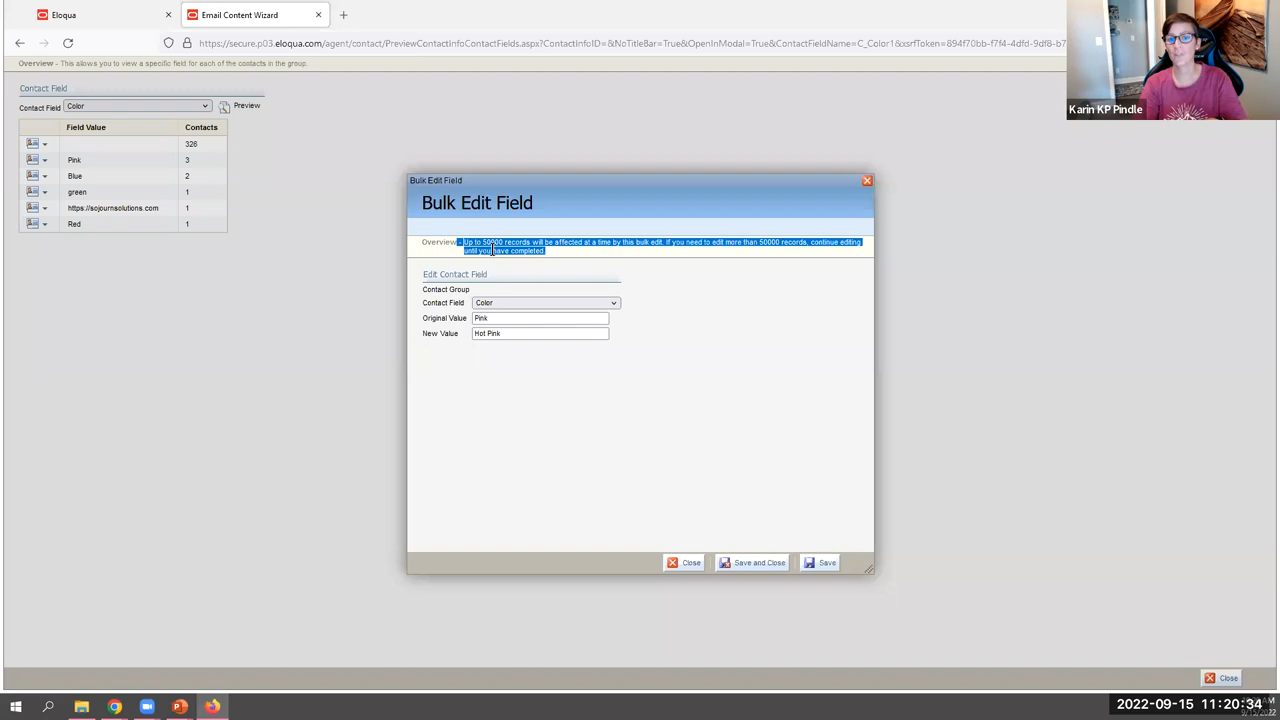 Eloqua
Email Content Wizard
https://secure.p03.eloqua.com/agent/contact/PreviewContactInfoContactFields.aspx?ContactInfoID=&NoTitleBar=True&OpenInModal=True&ContactFieldName=C_Color1&xsrfToken=694f70bb-f7f4-4dfd-9df8-b7
Overview - This allows you to view a specific field for each of the contacts in the group.
Contact Field
Contact Field Color Preview
Field Value Contacts
326
Pink 3
Blue 2
green 1
https://sojournsolutions.com 1
Red 1
Karin KP Pindle
Bulk Edit Field
Bulk Edit Field
Overview - Up to 50000 records will be affected at a time by this bulk edit. If you need to edit more than 50000 records, continue editing
until you have completed.
Edit Contact Field
Contact Group
Contact Field Color
Original Value Pink
New Value Hot Pink
Close Save and Close Save
Close
2022-09-15 11:20:34